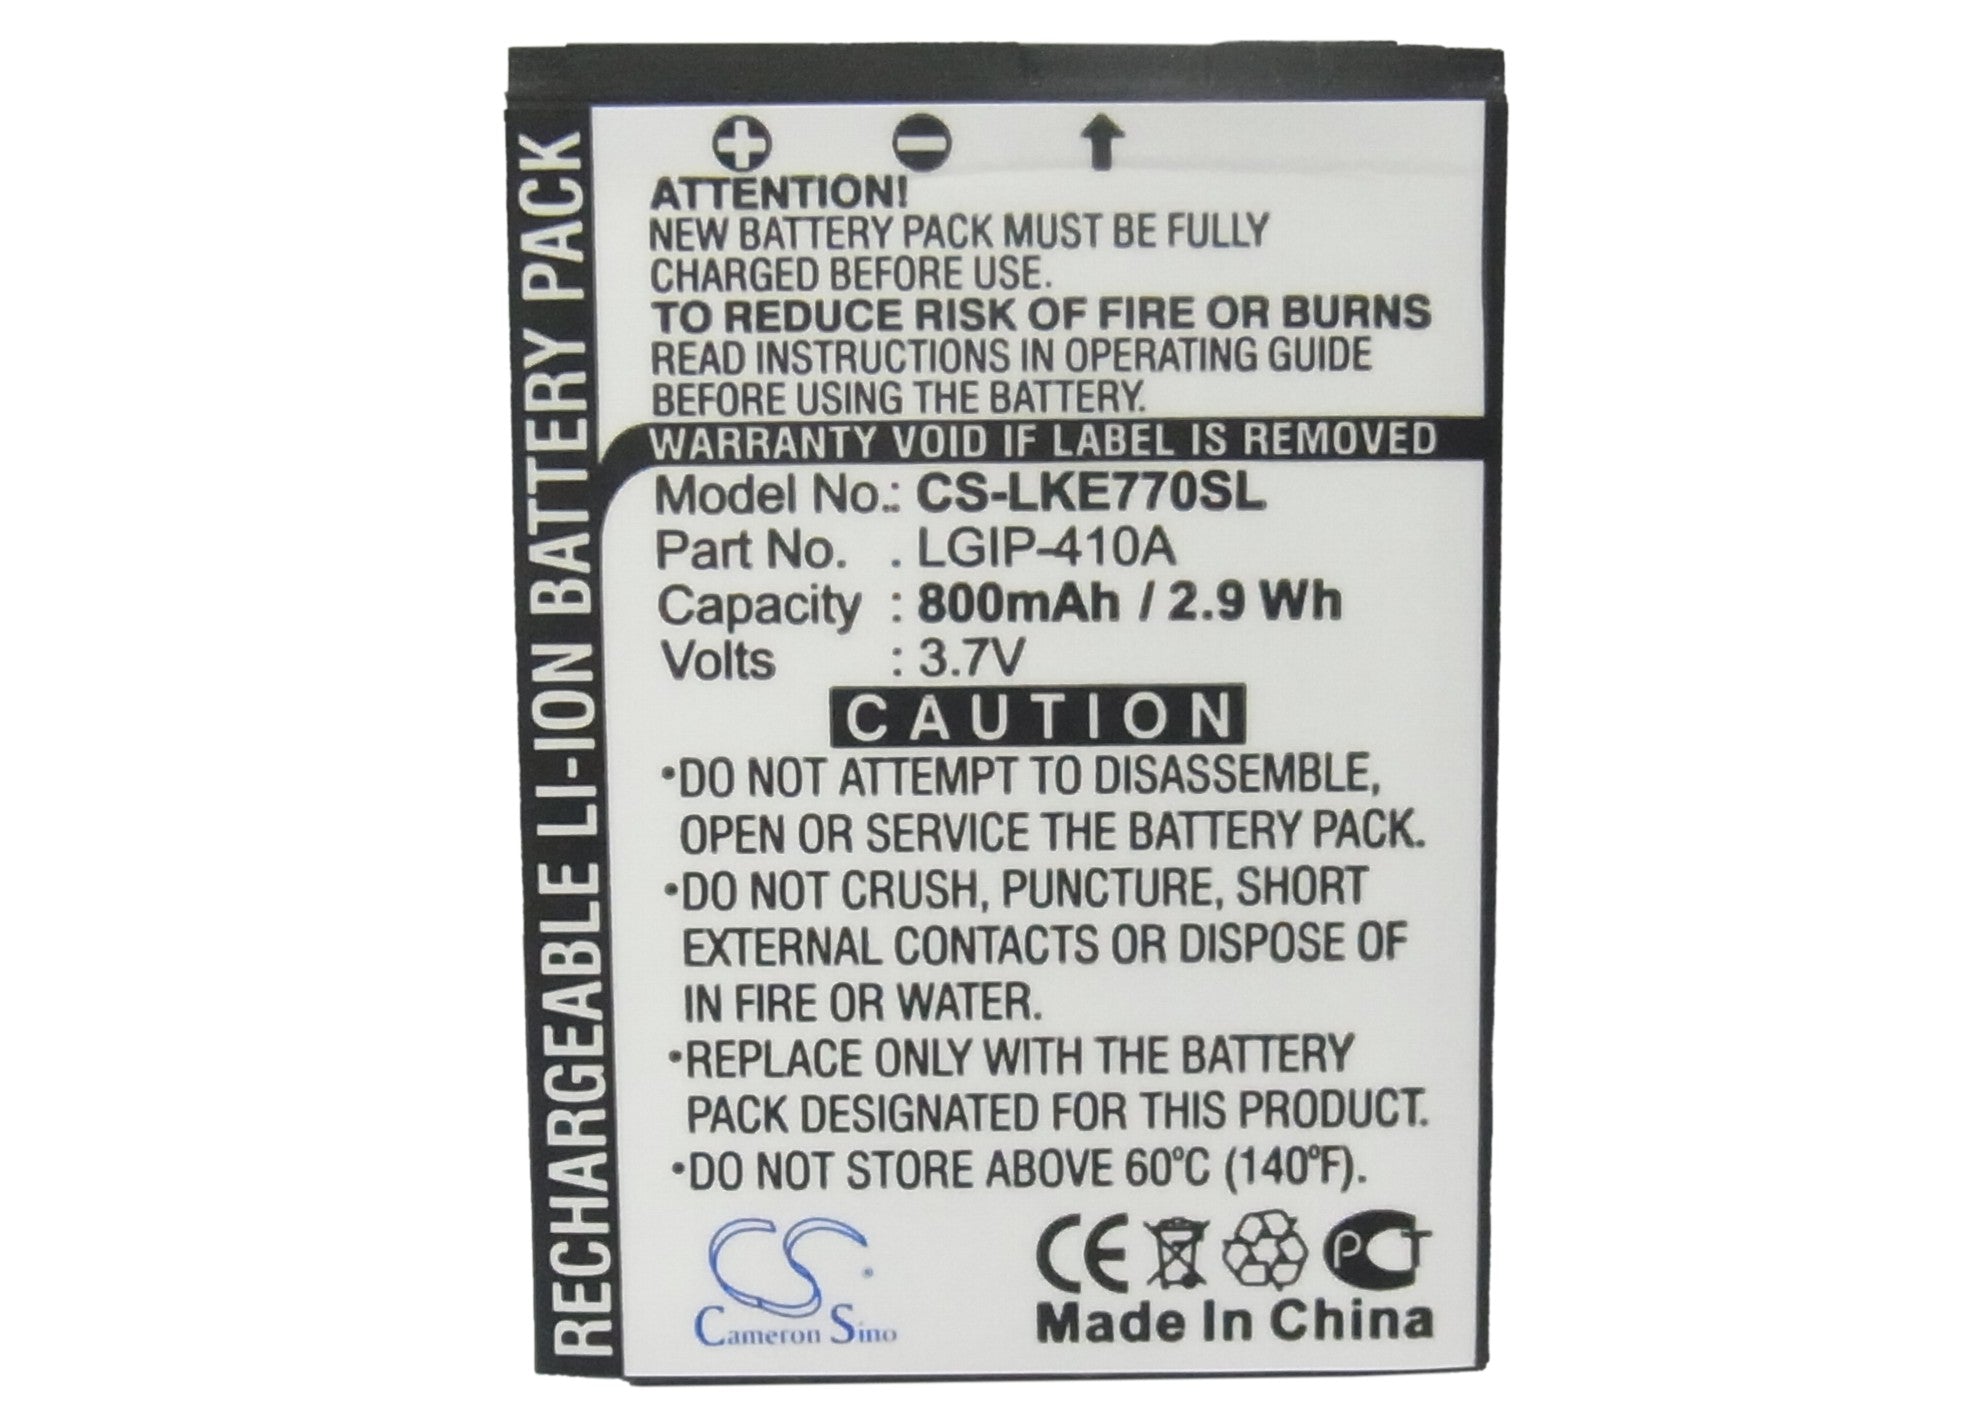 RECHARGEABLE LI-ION BATTERY PACK
ATTENTION!
NEW BATTERY PACK MUST BE FULLY
CHARGED BEFORE USE.
TO REDUCE RISK OF FIRE OR BURNS
READ INSTRUCTIONS IN OPERATING GUIDE
BEFORE USING THE BATTERY.
WARRANTY VOID IF LABEL IS REMOVED
Model No.: CS-LKE770SL
Part No. . LGIP-410A
Capacity : 800mAh / 2.9 Wh
Volts : 3.7V
CAUTION
•DO NOT ATTEMPT TO DISASSEMBLE,
OPEN OR SERVICE THE BATTERY PACK.
•DO NOT CRUSH, PUNCTURE, SHORT
EXTERNAL CONTACTS OR DISPOSE OF
IN FIRE OR WATER.
•REPLACE ONLY WITH THE BATTERY
PACK DESIGNATED FOR THIS PRODUCT.
•DO NOT STORE ABOVE 60°C (140°F).
CS
Cameron Sino
CE PCT
Made In China